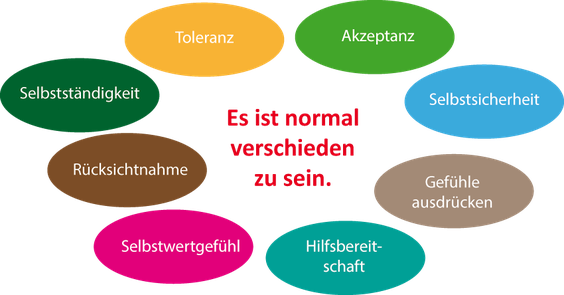 Toleranz
Akzeptanz
Selbstständigkeit
Selbstsicherheit
Es ist normal
verschieden
zu sein.
Rücksichtnahme
Gefühle
ausdrücken
Selbstwertgefühl
Hilfsbereit-
schaft